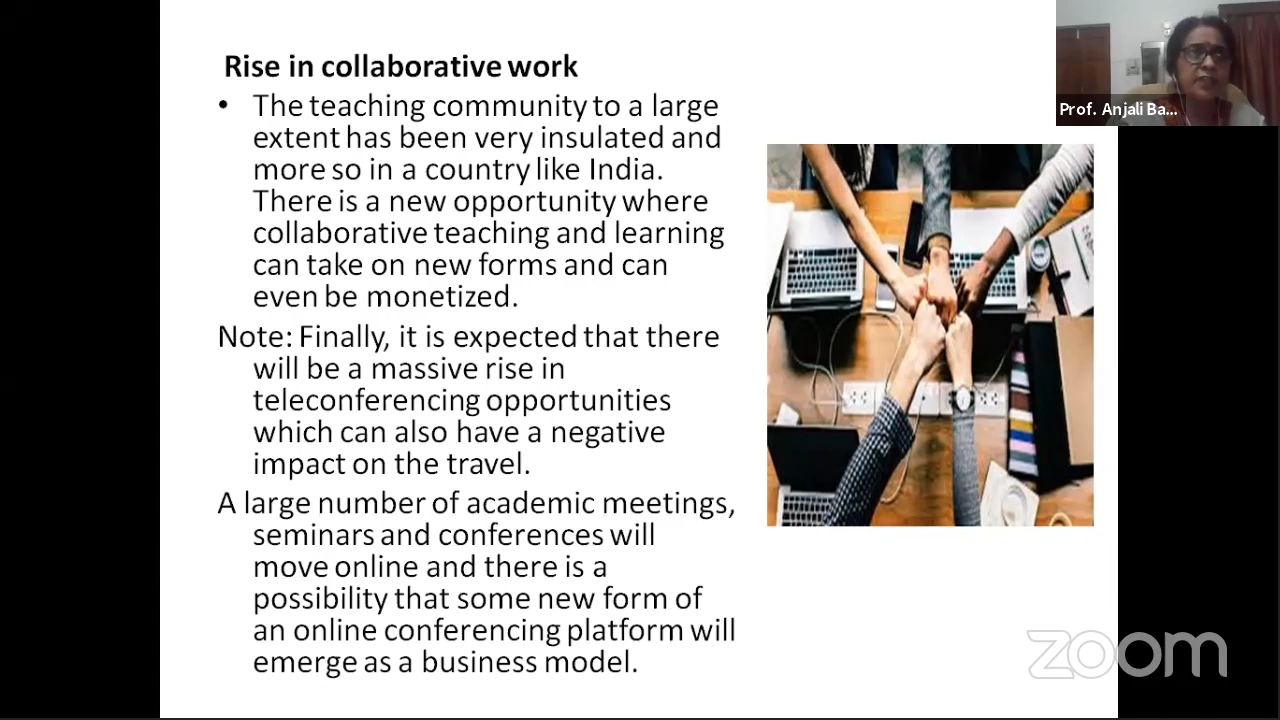 Rise in collaborative work
• The teaching community to a large
extent has been very insulated and
more so in a country like India.
There is a new opportunity where
collaborative teaching and learning
can take on new forms and can
even be monetized.
Note: Finally, it is expected that there
will be a massive rise in
teleconferencing opportunities
which can also have a negative
impact on the travel.
A large number of academic meetings,
seminars and conferences will
move online and there is a
possibility that some new form of
an online conferencing platform will
emerge as a business model.
Prof. Anjali Ba...
zoom